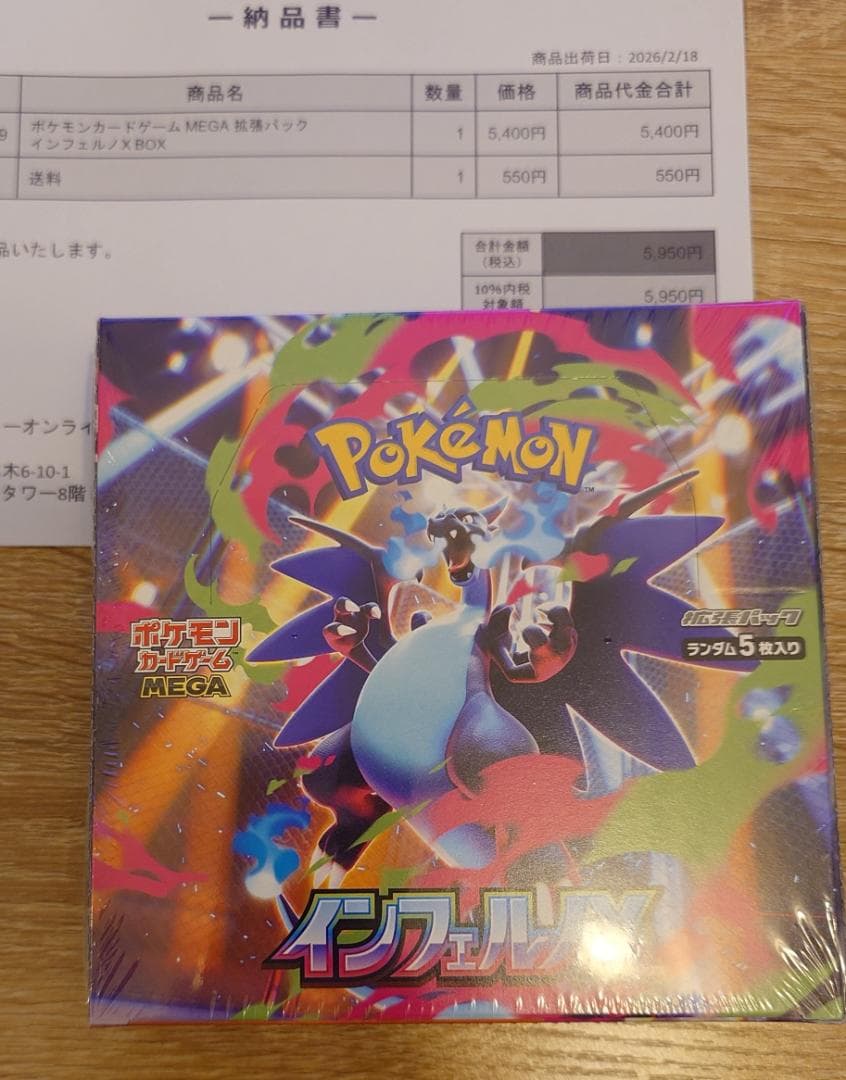 ー 納 品 書 ー
商品出荷日：2026/2/18
商品名 数量 価格 商品代金合計
9 ポケモンカードゲーム MEGA 拡張パック
インフェルノX BOX
1 5,400円 5,400円
送料 1 550円 550円
品いたします。
合計金額
（税込）
5,950円
10%内税
対象額
5,950円
ーオンライ
木6-10-1
タワー8階
POKéMON
TM
拡張パック
ランダム5枚入り
ポケモン
カードゲーム
MEGA
インフェルノX